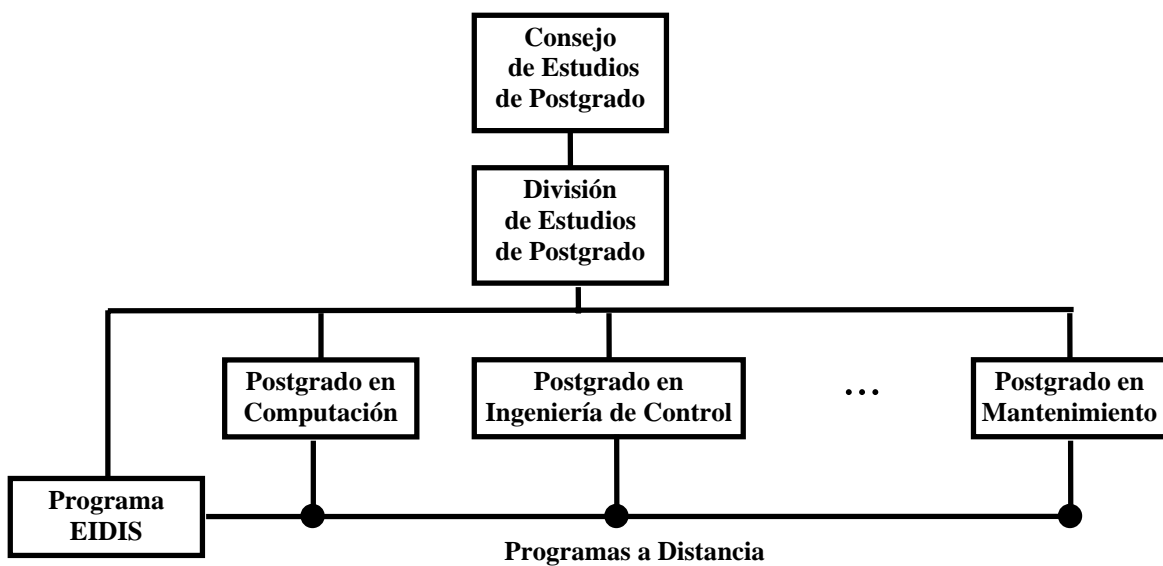 Consejo
de Estudios
de Postgrado
División
de Estudios
de Postgrado
Postgrado en
Computación
Postgrado en
Ingeniería de Control
...
Postgrado en
Mantenimiento
Programa
EIDIS
Programas a Distancia